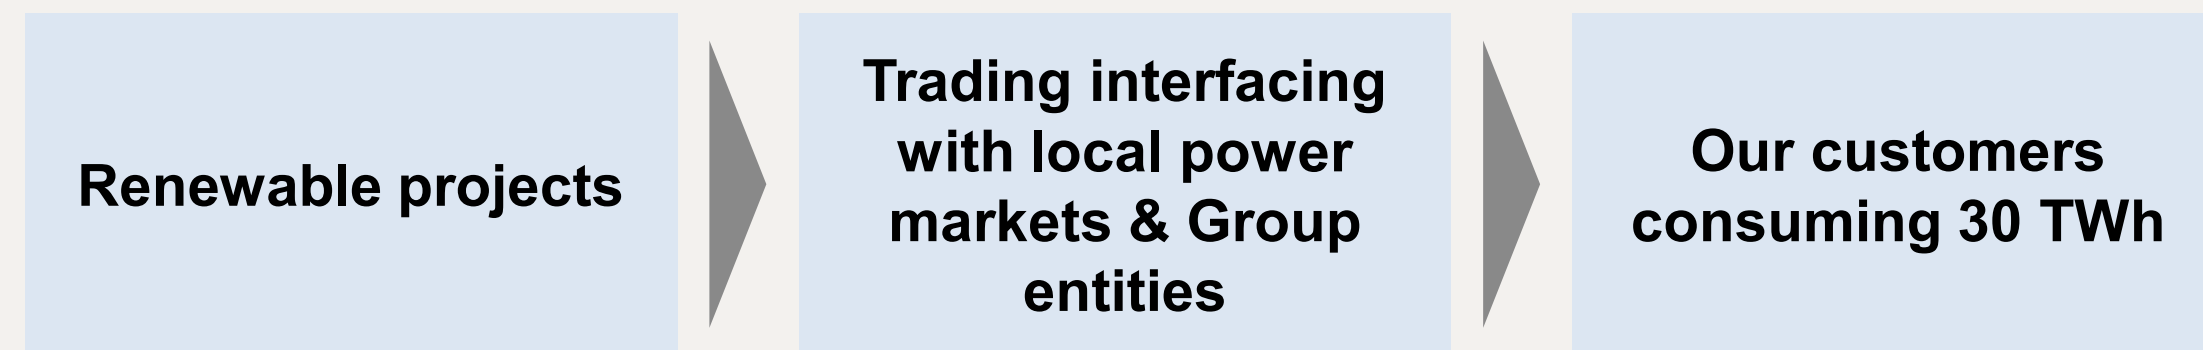 Renewable projects
Trading interfacing
with local power
markets & Group
entities
Our customers
consuming 30 TWh